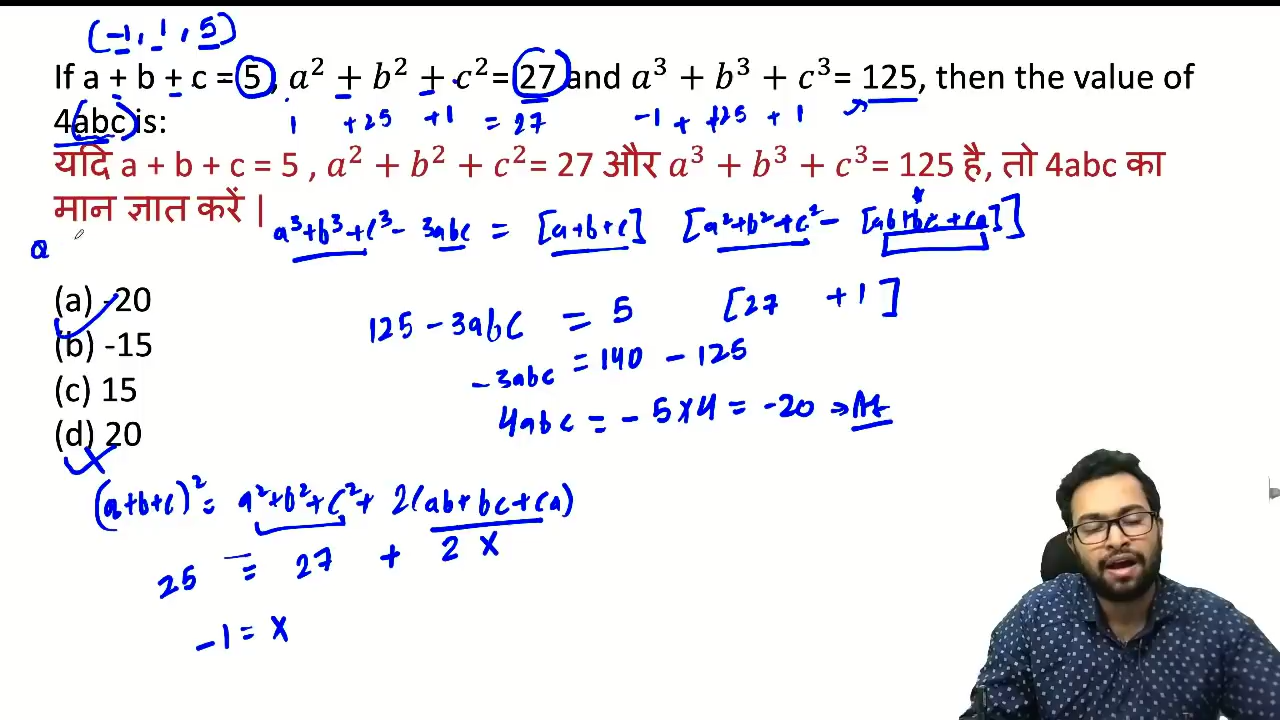 (-1, 1, 5)
If a + b + c = 5 , a² + b² + c²= 27 and a³ + b³ + c³= 125, then the value of
4abc is:
1 +25 +1 = 27
-1 + +125 + 1 →
यदि a + b + c = 5 , a² + b² + c²= 27 और a³ + b³ + c³= 125 है, तो 4abc का
मान ज्ञात करें |
a³+b³+c³- 3abc = [a+b+c] [a²+b²+c² - [ab+bc+ca]]
a
(a) -20
(b) -15
(c) 15
(d) 20
125 - 3abc = 5 [27 +1]
-3abc = 140 - 125
4abc = - 5×4 = -20 →
(a+b+c)² = a²+b²+c²+ 2(ab+bc+ca)
25 = 27 + 2 x
-1 = x